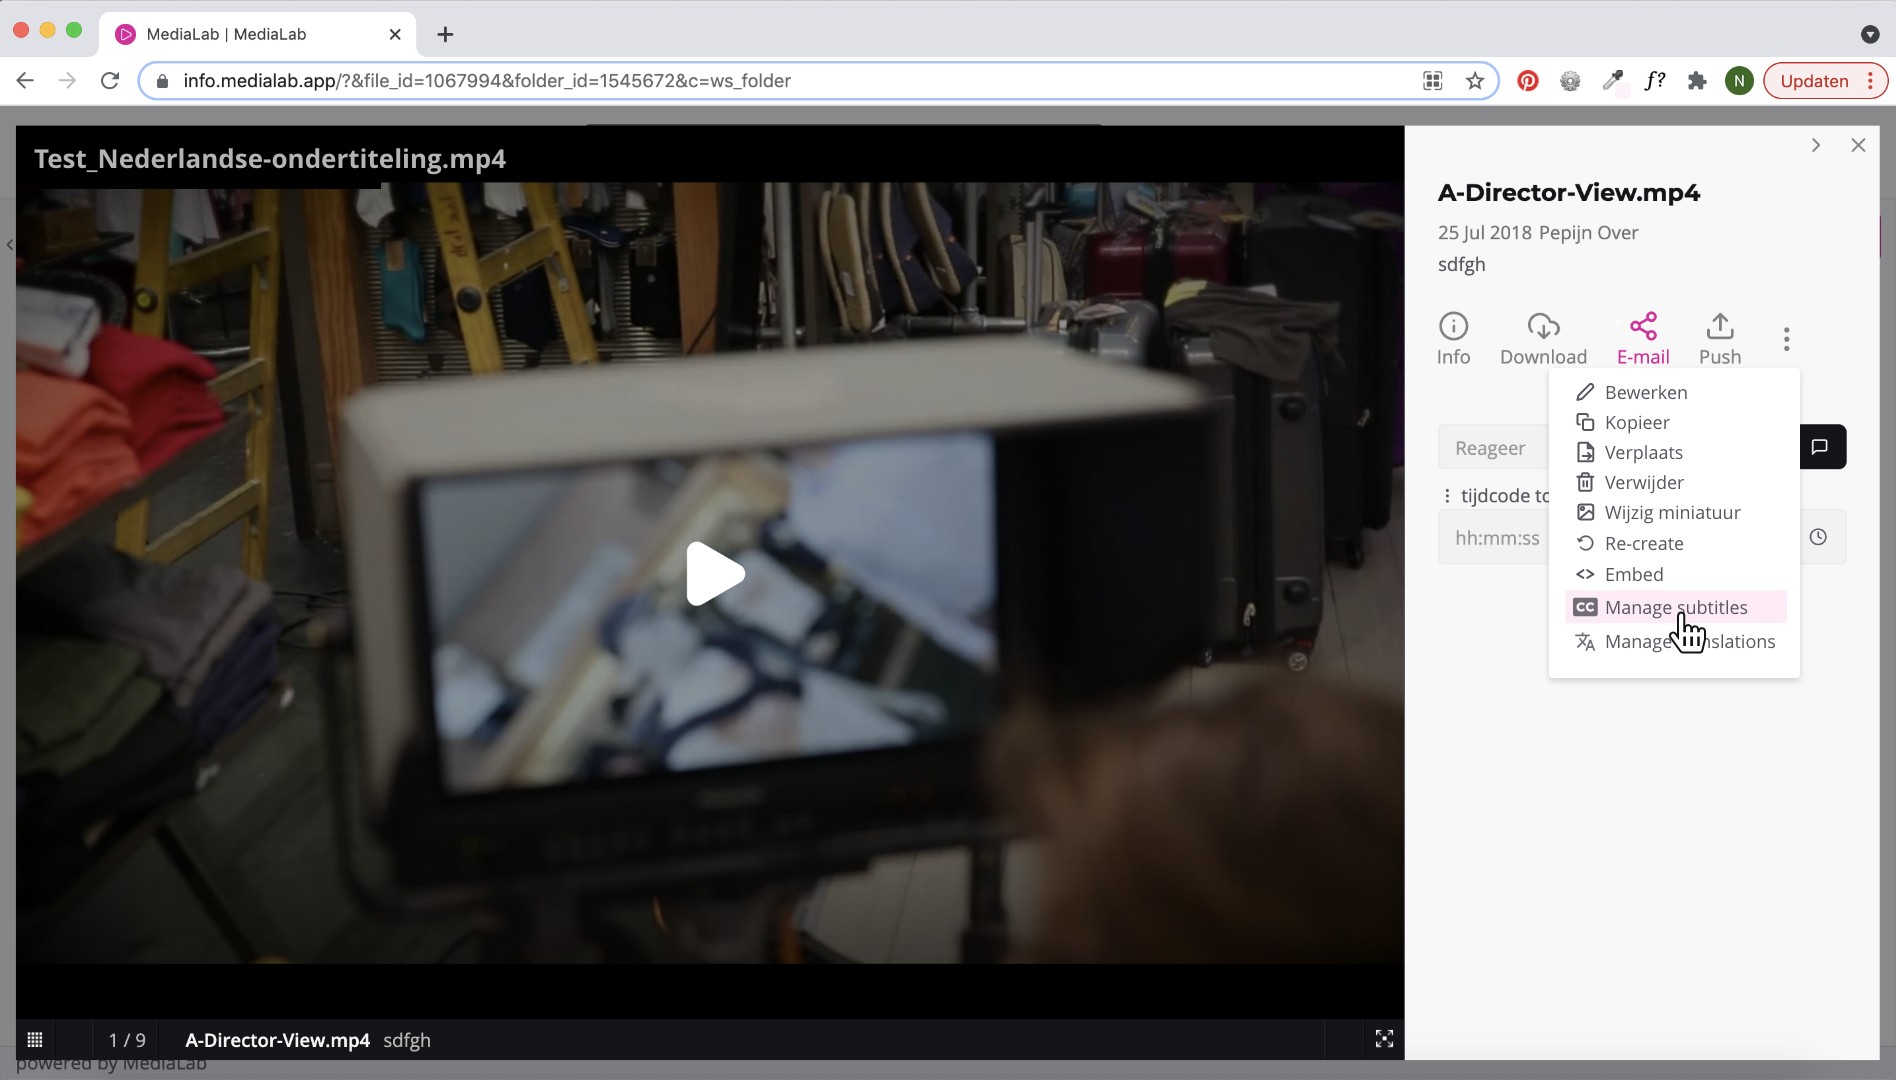 MediaLab | MediaLab
info.medialab.app/?&file_id=1067994&folder_id=1545672&c=ws_folder
f?
N
Updaten
Test_Nederlandse-ondertiteling.mp4
A-Director-View.mp4
25 Jul 2018 Pepijn Over
sdfgh
Info
Download
E-mail
Push
Bewerken
Kopieer
Verplaats
Verwijder
Wijzig miniatuur
Re-create
Embed
CC Manage subtitles
Manage nslations
Reageer
tijdcode to
hh:mm:ss
1 / 9
A-Director-View.mp4 sdfgh
powered by MediaLab